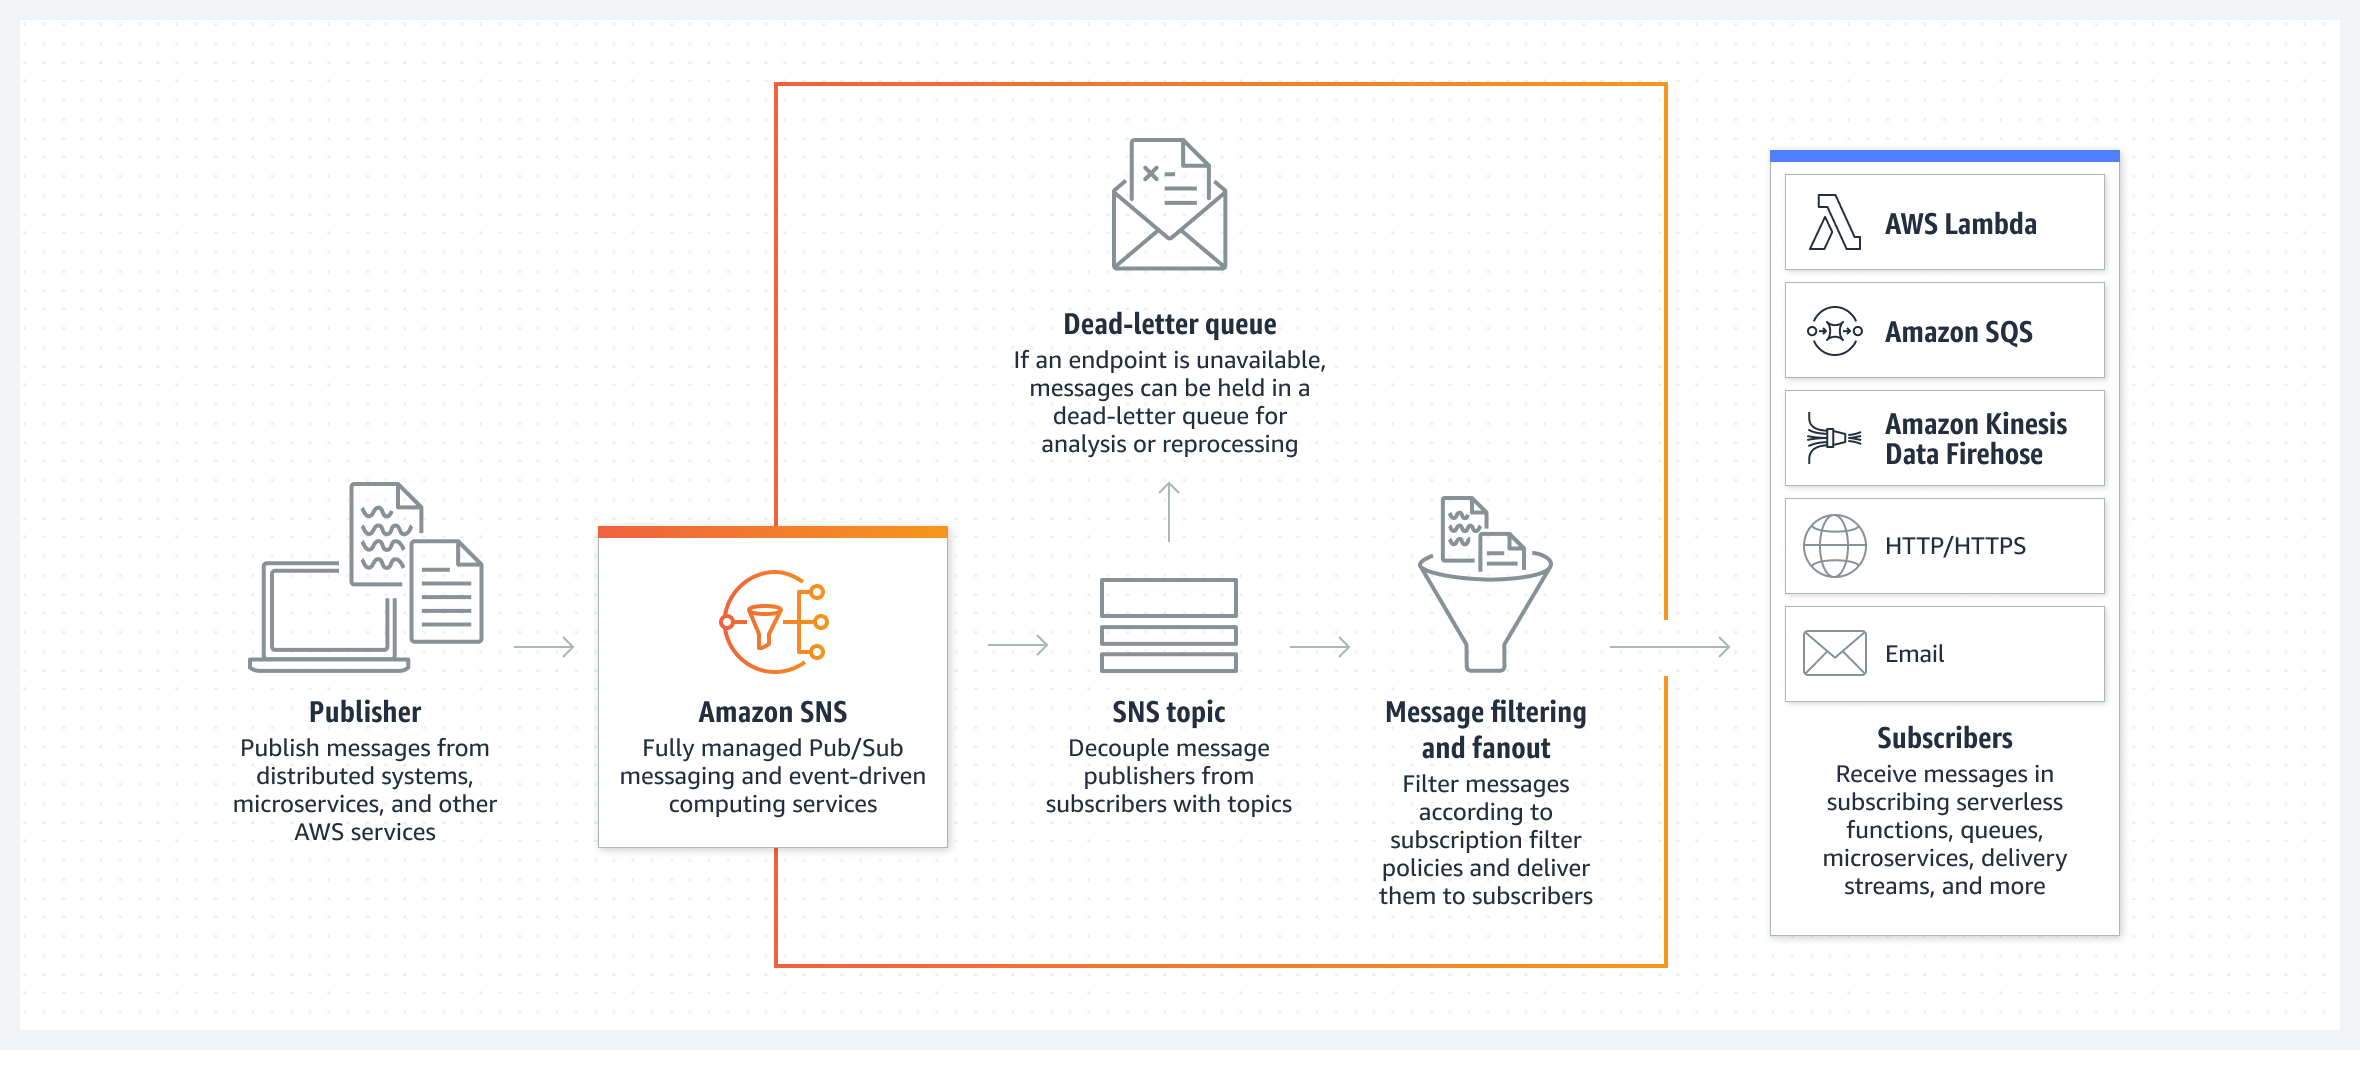 Publisher
Publish messages from
distributed systems,
microservices, and other
AWS services
Amazon SNS
Fully managed Pub/Sub
messaging and event-driven
computing services
Dead-letter queue
If an endpoint is unavailable,
messages can be held in a
dead-letter queue for
analysis or reprocessing
SNS topic
Decouple message
publishers from
subscribers with topics
Message filtering
and fanout
Filter messages
according to
subscription filter
policies and deliver
them to subscribers
AWS Lambda
Amazon SQS
Amazon Kinesis
Data Firehose
HTTP/HTTPS
Email
Subscribers
Receive messages in
subscribing serverless
functions, queues,
microservices, delivery
streams, and more